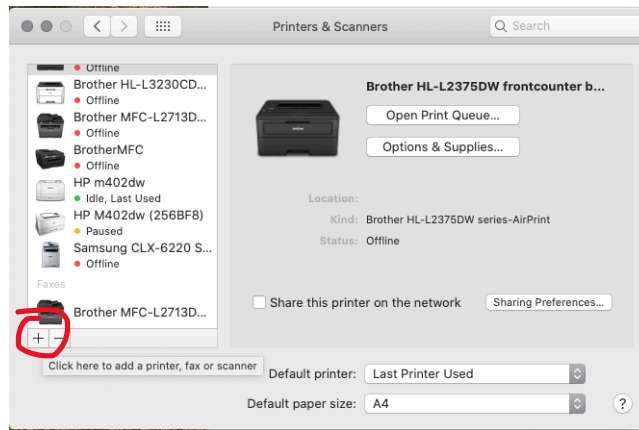 Printers & Scanners
Search
Offline
Brother HL-L3230CD...
Offline
Brother MFC-L2713D...
Offline
BrotherMFC
Offline
HP m402dw
Idle, Last Used
HP M402dw (256BF8)
Paused
Samsung CLX-6220 S...
Offline
Faxes
Brother MFC-L2713D...
+ −
Click here to add a printer, fax or scanner
Brother HL-L2375DW frontcounter b...
Open Print Queue...
Options & Supplies...
Location:
Kind: Brother HL-L2375DW series-AirPrint
Status: Offline
Share this printer on the network
Sharing Preferences...
Default printer: Last Printer Used
Default paper size: A4
?